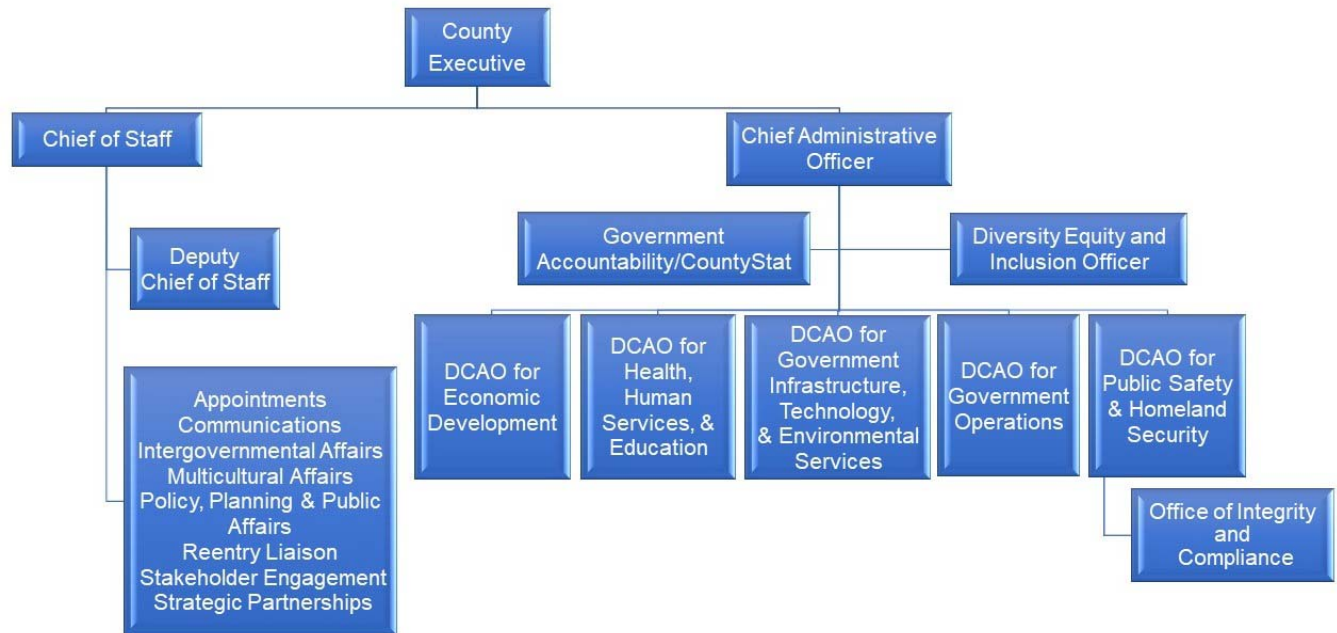 County
Executive
Chief of Staff
Chief Administrative
Officer
Deputy
Chief of Staff
Government
Accountability/CountyStat
Diversity Equity and
Inclusion Officer
Appointments
Communications
Intergovernmental Affairs
Multicultural Affairs
Policy, Planning & Public
Affairs
Reentry Liaison
Stakeholder Engagement
Strategic Partnerships
DCAO for
Economic
Development
DCAO for
Health,
Human
Services, &
Education
DCAO for
Government
Infrastructure,
Technology,
& Environmental
Services
DCAO for
Government
Operations
DCAO for
Public Safety
& Homeland
Security
Office of Integrity
and
Compliance